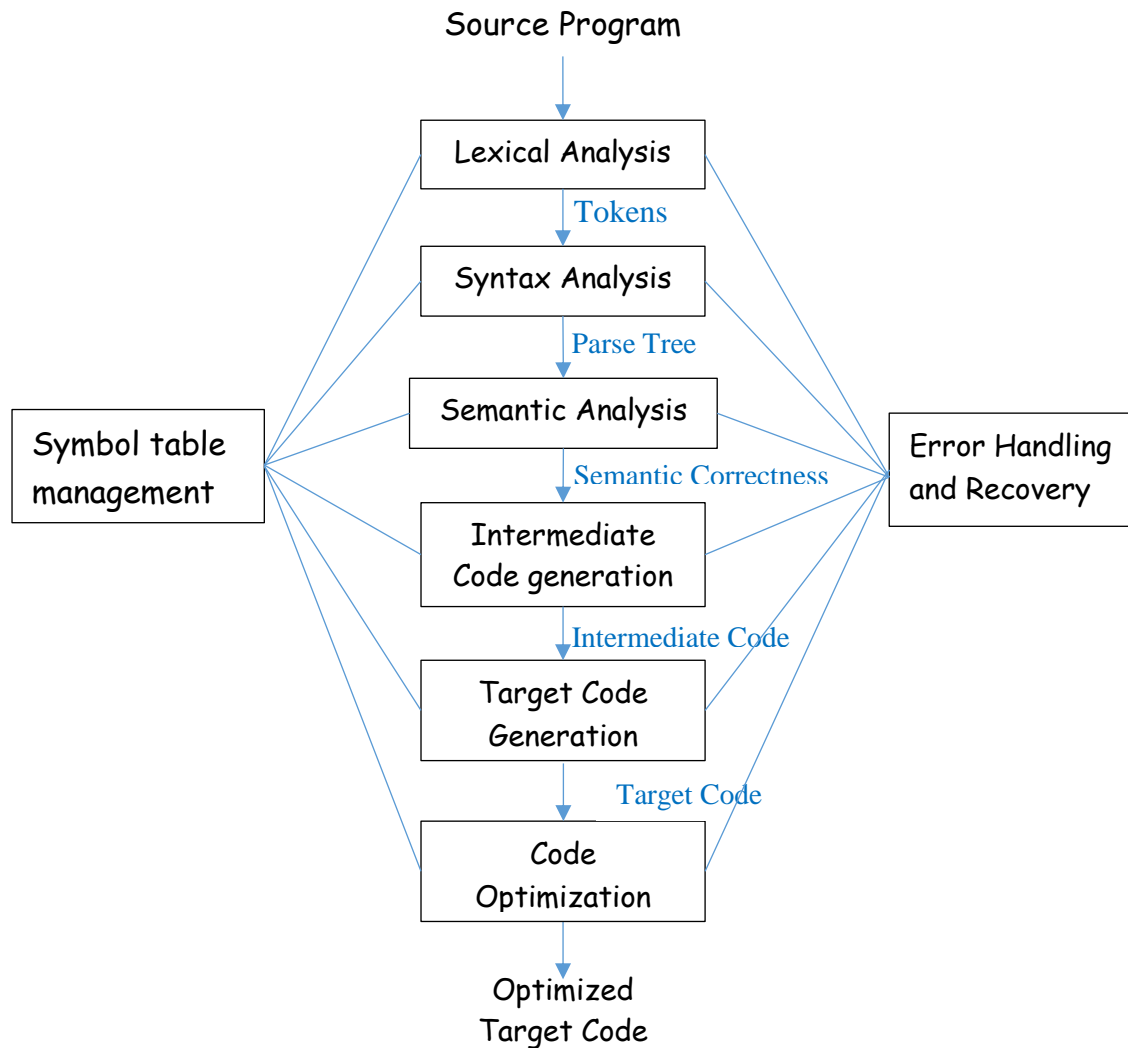 Source Program
Lexical Analysis
Tokens
Syntax Analysis
Parse Tree
Semantic Analysis
Symbol table
management
Error Handling
and Recovery
Semantic Correctness
Intermediate
Code generation
Intermediate Code
Target Code
Generation
Target Code
Code
Optimization
Optimized
Target Code